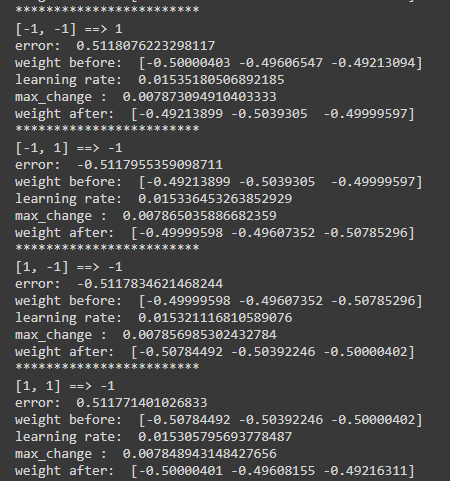 ************************
[-1, -1] ==> 1
error:  0.5118076223298117
weight before:  [-0.50000403 -0.49606547 -0.49213094]
learning rate:  0.01535180506892185
max_change :  0.007873094910403333
weight after:  [-0.49213899 -0.5039305  -0.49999597]
************************
[-1, 1] ==> -1
error:  -0.5117955359098711
weight before:  [-0.49213899 -0.5039305  -0.49999597]
learning rate:  0.015336453263852929
max_change :  0.007865035886682359
weight after:  [-0.49999598 -0.49607352 -0.50785296]
************************
[1, -1] ==> -1
error:  -0.5117834621468244
weight before:  [-0.49999598 -0.49607352 -0.50785296]
learning rate:  0.015321116810589076
max_change :  0.007856985302432784
weight after:  [-0.50784492 -0.50392246 -0.50000402]
************************
[1, 1] ==> -1
error:  0.511771401026833
weight before:  [-0.50784492 -0.50392246 -0.50000402]
learning rate:  0.015305795693778487
max_change :  0.007848943148427656
weight after:  [-0.50000401 -0.49608155 -0.49216311]